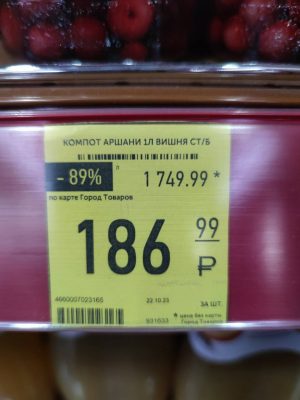 КОМПОТ АРШАНИ 1Л ВИШНЯ СТ/Б
- 89% л 1 749.99 *
по карте Город Товаров
186 99 ₽
4660007023165 22.10.23 ЗА ШТ.
931633 * цена без карты
Город Товаров